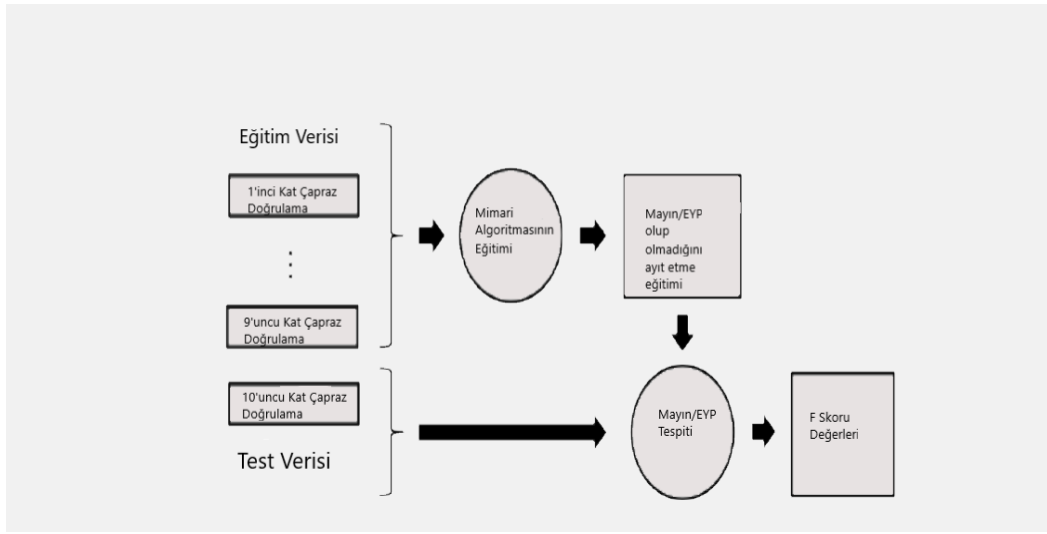 Eğitim Verisi
1'inci Kat Çapraz
Doğrulama
9'uncu Kat Çapraz
Doğrulama
10'uncu Kat Çapraz
Doğrulama
Test Verisi
Mimari
Algoritmasının
Eğitimi
Mayın/EYP
olup
olmadığını
ayıt etme
eğitimi
Mayın/EYP
Tespiti
F Skoru
Değerleri